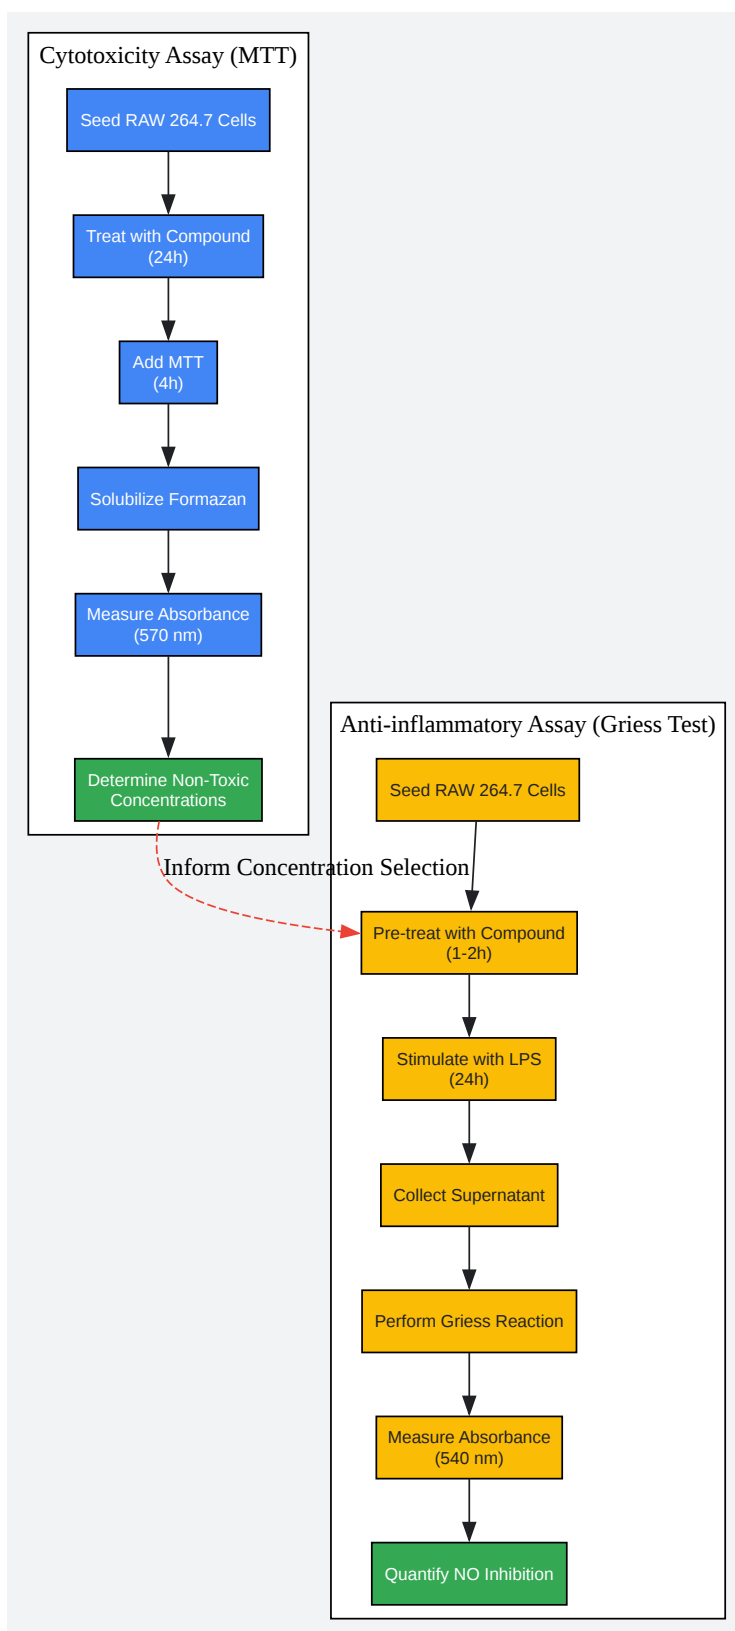 Cytotoxicity Assay (MTT)
Seed RAW 264.7 Cells
Treat with Compound
(24h)
Add MTT
(4h)
Solubilize Formazan
Measure Absorbance
(570 nm)
Determine Non-Toxic
Concentrations
Inform Concentration Selection
Anti-inflammatory Assay (Griess Test)
Seed RAW 264.7 Cells
Pre-treat with Compound
(1-2h)
Stimulate with LPS
(24h)
Collect Supernatant
Perform Griess Reaction
Measure Absorbance
(540 nm)
Quantify NO Inhibition